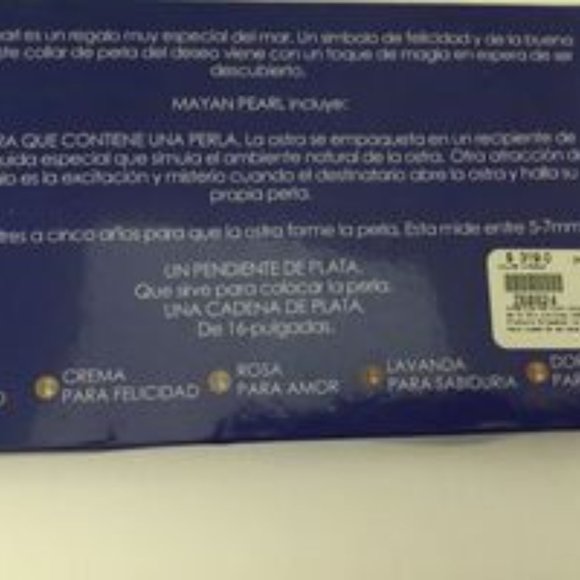 es un regalo muy especial del mar. Un simbolo de felicidad y de la buena
collar de perla del deseo viene con un toque de magia en espera de ser
descubierto.
MAYAN PEARL incluye:
QUE CONTIENE UNA PERLA. La ostra se empaqueta en un recipiente de
especial que simula el ambiente natural de la ostra. Otra atracción
es la excitación y misterio cuando el destinatario abre la ostra y halla su
propia perla.
tres a cinco años para que la ostra forme la perla. Esta mide entre 5-7mm
UN PENDIENTE DE PLATA.
Que sirve para colocar la perla.
UNA CADENA DE PLATA.
De 16-pulgadas.
CREMA
PARA FELICIDAD
ROSA
PARA AMOR
LAVANDA
PARA SABIDURIA